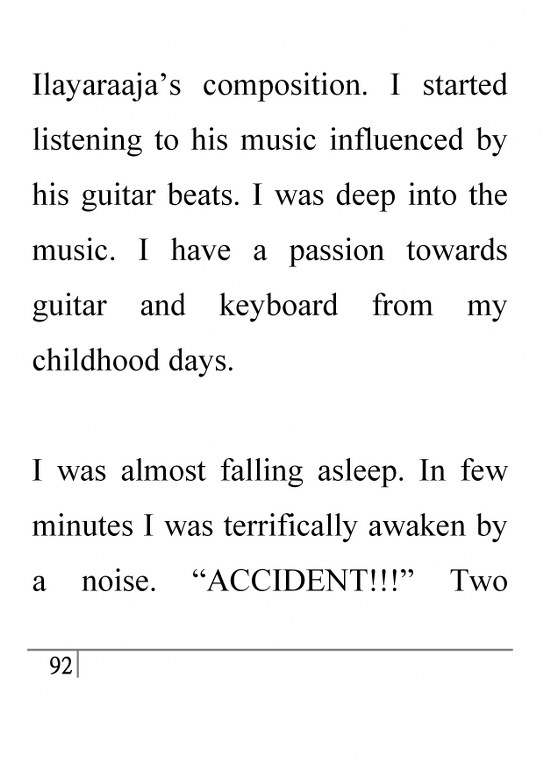 Ilayaraaja’s composition. I started
listening to his music influenced by
his guitar beats. I was deep into the
music. I have a passion towards
guitar and keyboard from my
childhood days.
I was almost falling asleep. In few
minutes I was terrifically awaken by
a noise. “ACCIDENT!!!” Two
92